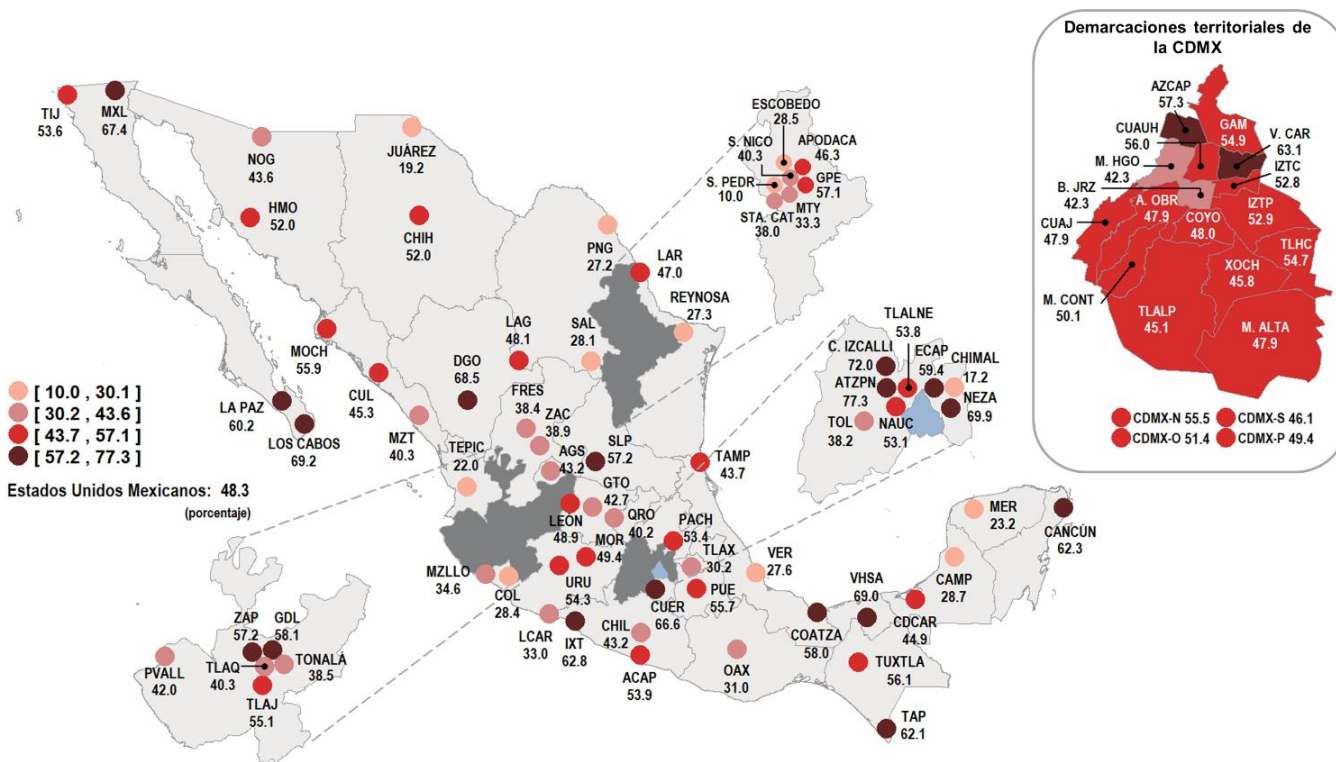 Demarcaciones territoriales de
la CDMX
AZCAP
57.3
CUAUH
56.0
GAM
54.9
V. CAR
63.1
M. HGO
42.3
IZTC
52.8
B. JRZ
42.3
A. OBR
47.9
COYO
48.0
IZTP
52.9
CUAJ
47.9
TLHC
54.7
XOCH
45.8
M. CONT
50.1
TLALP
45.1
M. ALTA
47.9
CDMX-N 55.5
CDMX-S 46.1
CDMX-O 51.4
CDMX-P 49.4
TIJ
53.6
MXL
67.4
NOG
43.6
JUÁREZ
19.2
HMO
52.0
CHIH
52.0
ESCOBEDO
28.5
S. NICO
40.3
APODACA
46.3
S. PEDR
10.0
GPE
57.1
STA. CAT
38.0
MTY
33.3
PNG
27.2
LAR
47.0
REYNOSA
27.3
MOCH
55.9
LAG
48.1
SAL
28.1
DGO
68.5
CUL
45.3
LA PAZ
60.2
LOS CABOS
69.2
MZT
40.3
FRES
38.4
ZAC
38.9
TEPIC
22.0
AGS
43.2
SLP
57.2
TAMP
43.7
TLALNE
53.8
C. IZCALLI
72.0
ECAP
59.4
CHIMAL
17.2
ATZPN
77.3
NEZA
69.9
TOL
38.2
NAUC
53.1
[ 10.0 , 30.1]
[ 30.2 , 43.6]
[ 43.7 , 57.1]
[ 57.2 , 77.3]
Estados Unidos Mexicanos: 48.3
(porcentaje)
GTO
42.7
LEÓN
48.9
QRO
40.2
PACH
53.4
MOR
49.4
TLAX
30.2
VER
27.6
MER
23.2
CANCÚN
62.3
MZLLO
34.6
COL
28.4
URU
54.3
CUER
66.6
PUE
55.7
VHSA
69.0
CAMP
28.7
LCAR
33.0
IXT
62.8
CHIL
43.2
ACAP
53.9
OAX
31.0
COATZA
58.0
CDCAR
44.9
TUXTLA
56.1
TAP
62.1
ZAP
57.2
GDL
58.1
PVALL
42.0
TLAQ
40.3
TONALÁ
38.5
TLAJ
55.1